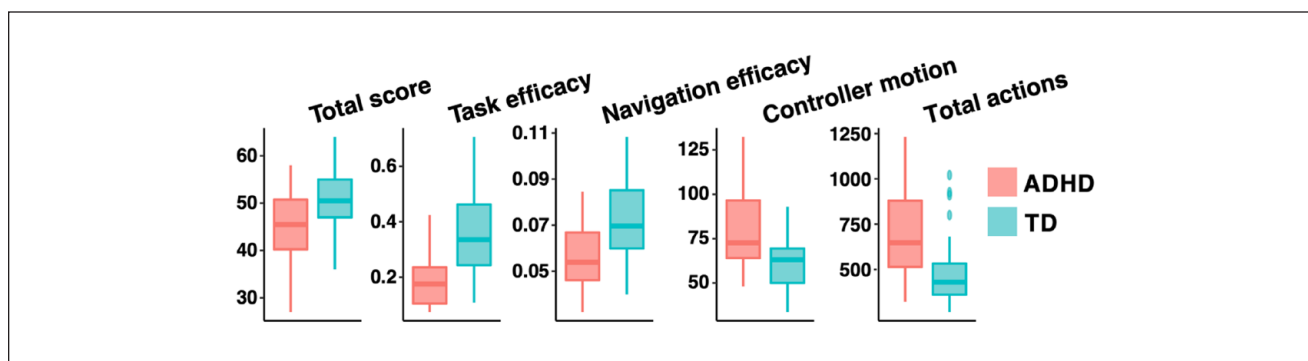 Total score
Task efficacy
Navigation efficacy
Controller motion
Total actions
60
50
40
30
0.6
0.4
0.2
0.11
0.09
0.07
0.05
125
100
75
50
1250
1000
750
500
ADHD
TD